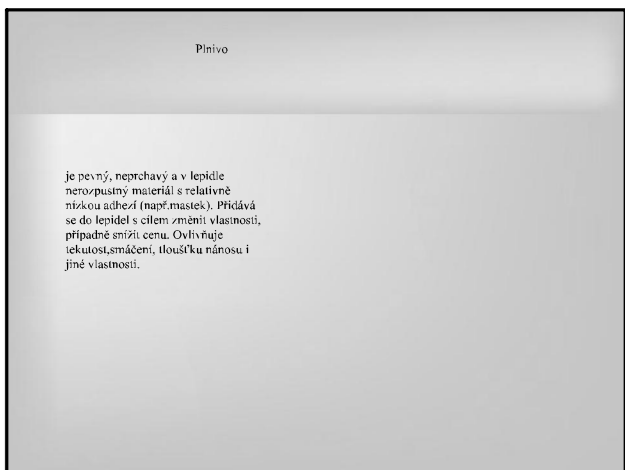 Plnivo
je pevný, neprchavý a v lepidle
nerozpustný materiál s relativně
nízkou adhezí (např.mastek). Přidává
se do lepidel s cílem změnit vlastnosti,
případně snížit cenu. Ovlivňuje
tekutost,smáčení, tloušťku nánosu i
jiné vlastnosti.